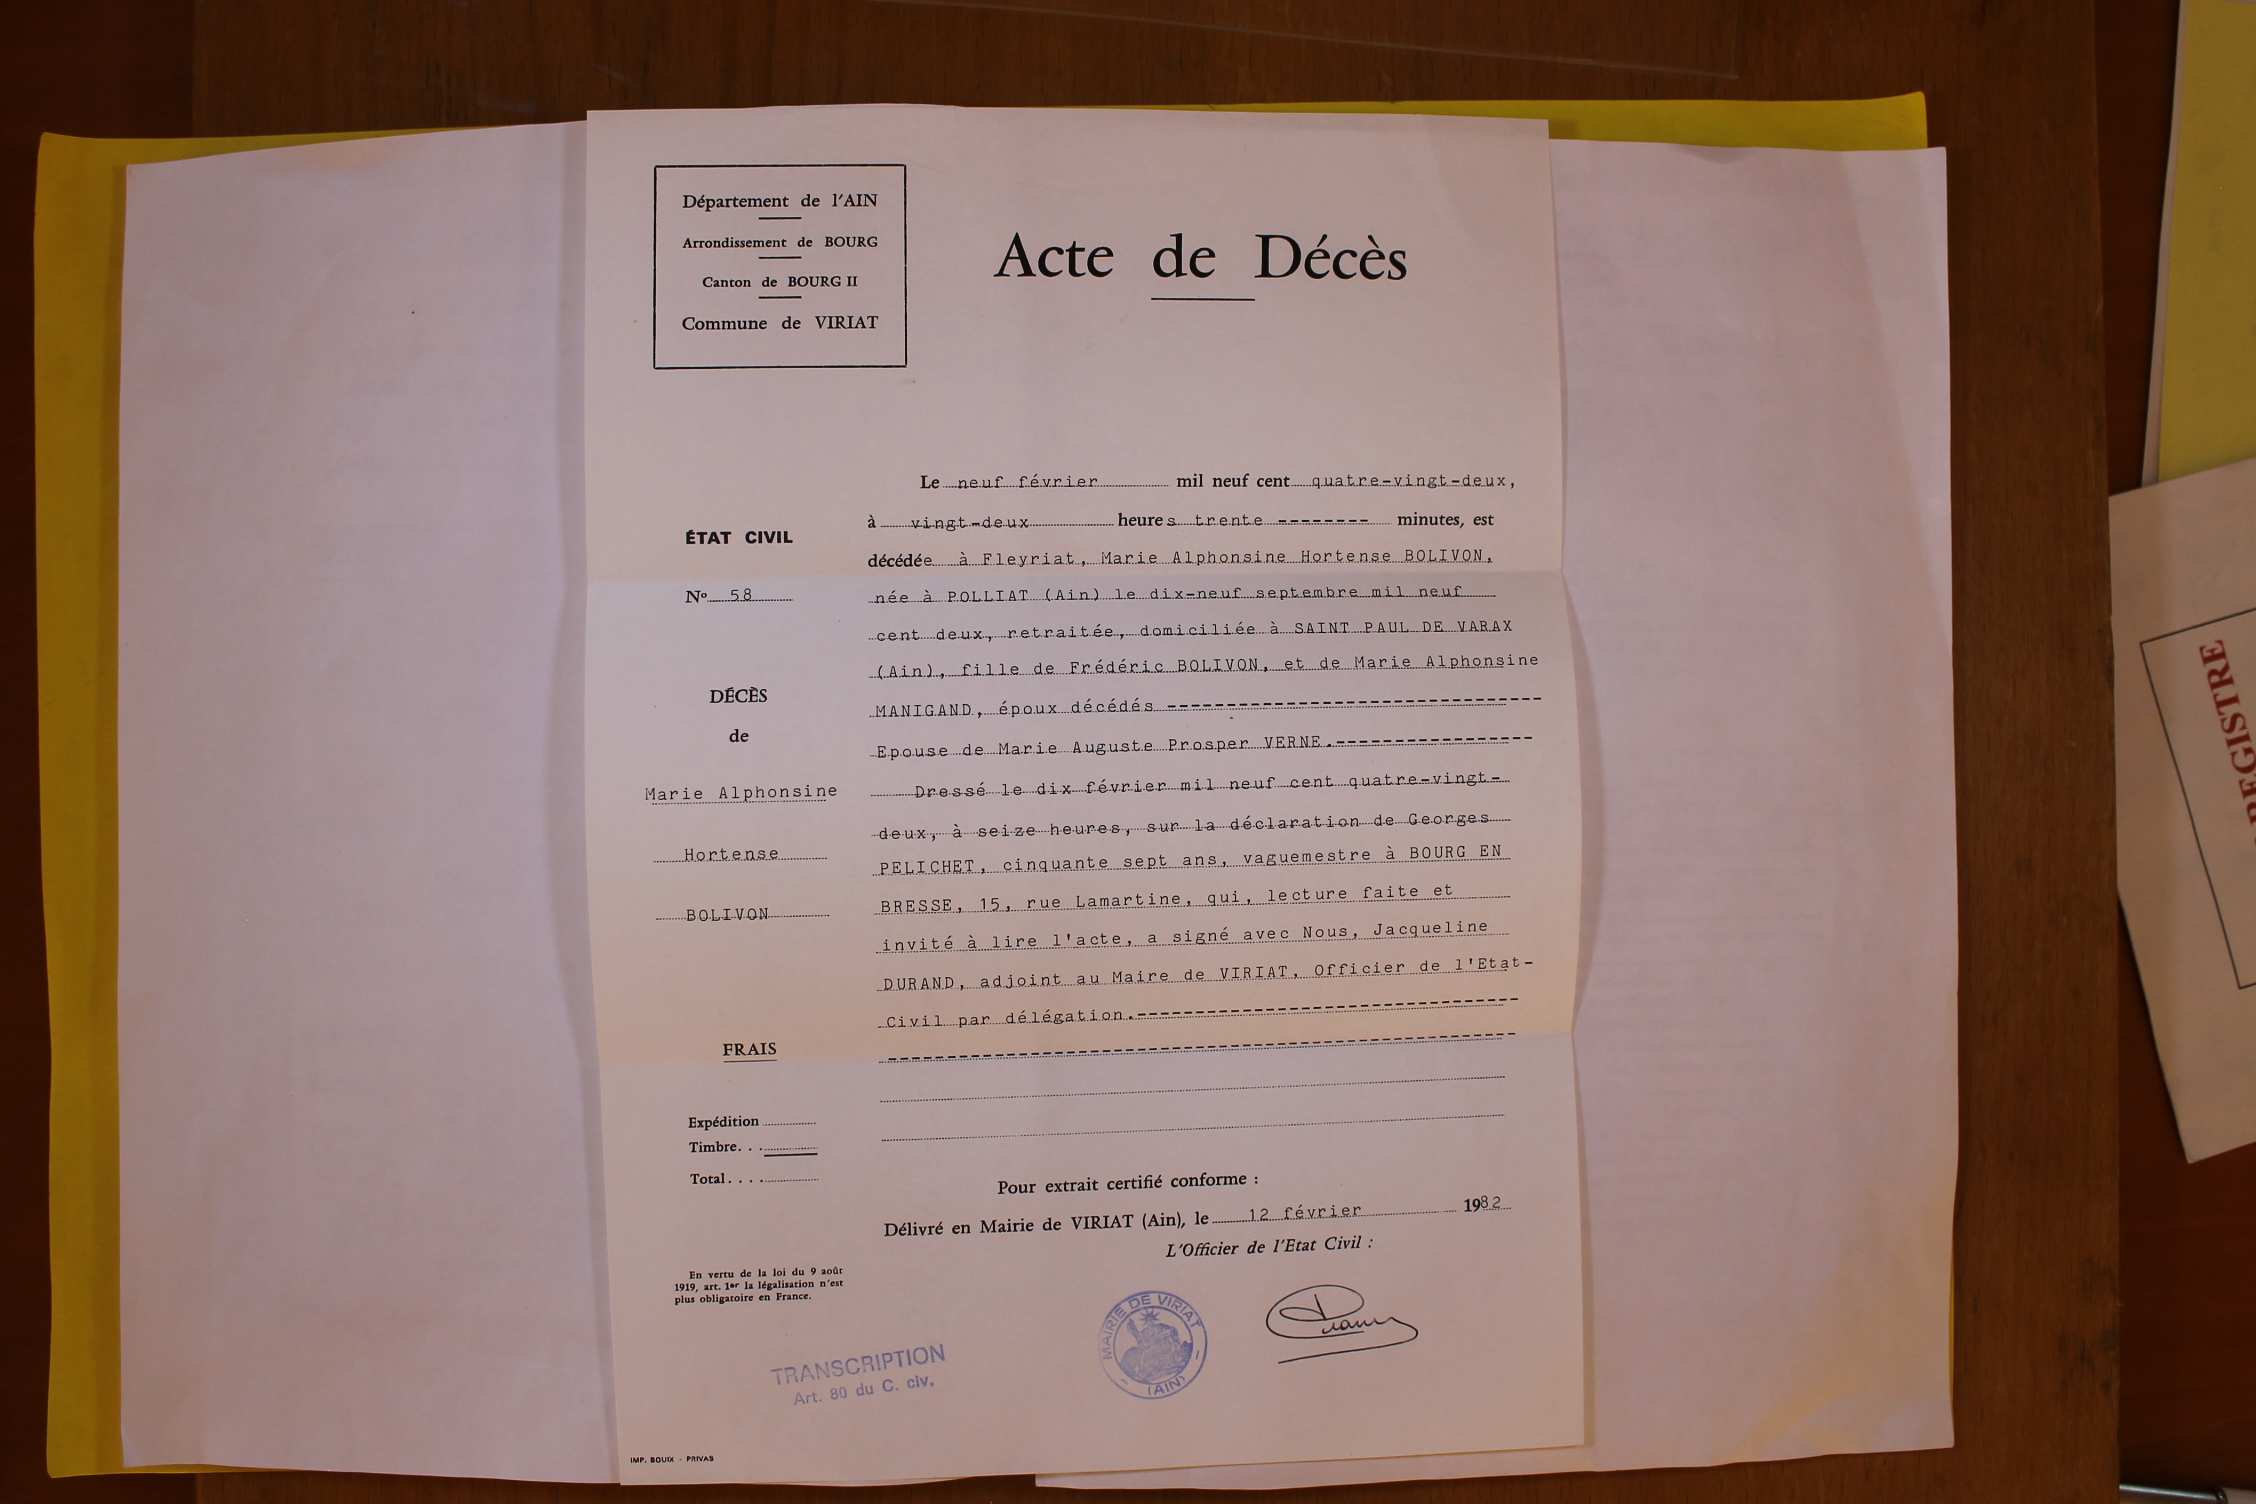 Département de l'AIN
Arrondissement de BOURG
Canton de BOURG II
Commune de VIRIAT
Acte de Décès
ÉTAT CIVIL
Nº 58
DÉCÈS
de
Marie Alphonsine
Hortense
BOLIVON
FRAIS
Expédition
Timbre. . .
Total. . . .
En vertu de la loi du 9 août
1919, art. 1er la légalisation n'est
plus obligatoire en France.
Le neuf février mil neuf cent quatre-vingt-deux,
à vingt-deux heures trente -------- minutes, est
décédée à Fleyriat, Marie Alphonsine Hortense BOLIVON,
née à POLLIAT (Ain) le dix-neuf septembre mil neuf
cent deux, retraitée, domiciliée à SAINT PAUL DE VARAX
(Ain), fille de Frédéric BOLIVON, et de Marie Alphonsine
MANIGAND, époux décédés --------------------------------
Epouse de Marie Auguste Prosper VERNE.-----------------
Dressé le dix février mil neuf cent quatre-vingt-
deux, à seize heures, sur la déclaration de Georges
PELICHET, cinquante sept ans, vaguemestre à BOURG EN
BRESSE, 15, rue Lamartine, qui, lecture faite et
invité à lire l'acte, a signé avec Nous, Jacqueline
DURAND, adjoint au Maire de VIRIAT, Officier de l'Etat-
Civil par délégation.---------------------------------
------------------------------------------------------
Pour extrait certifié conforme :
Délivré en Mairie de VIRIAT (Ain), le 12 février 1982
L'Officier de l'Etat Civil :
MAIRIE DE VIRIAT
(AIN)
TRANSCRIPTION
Art. 80 du C. civ.
IMP. BOUIX - PRIVAS
REGISTRE